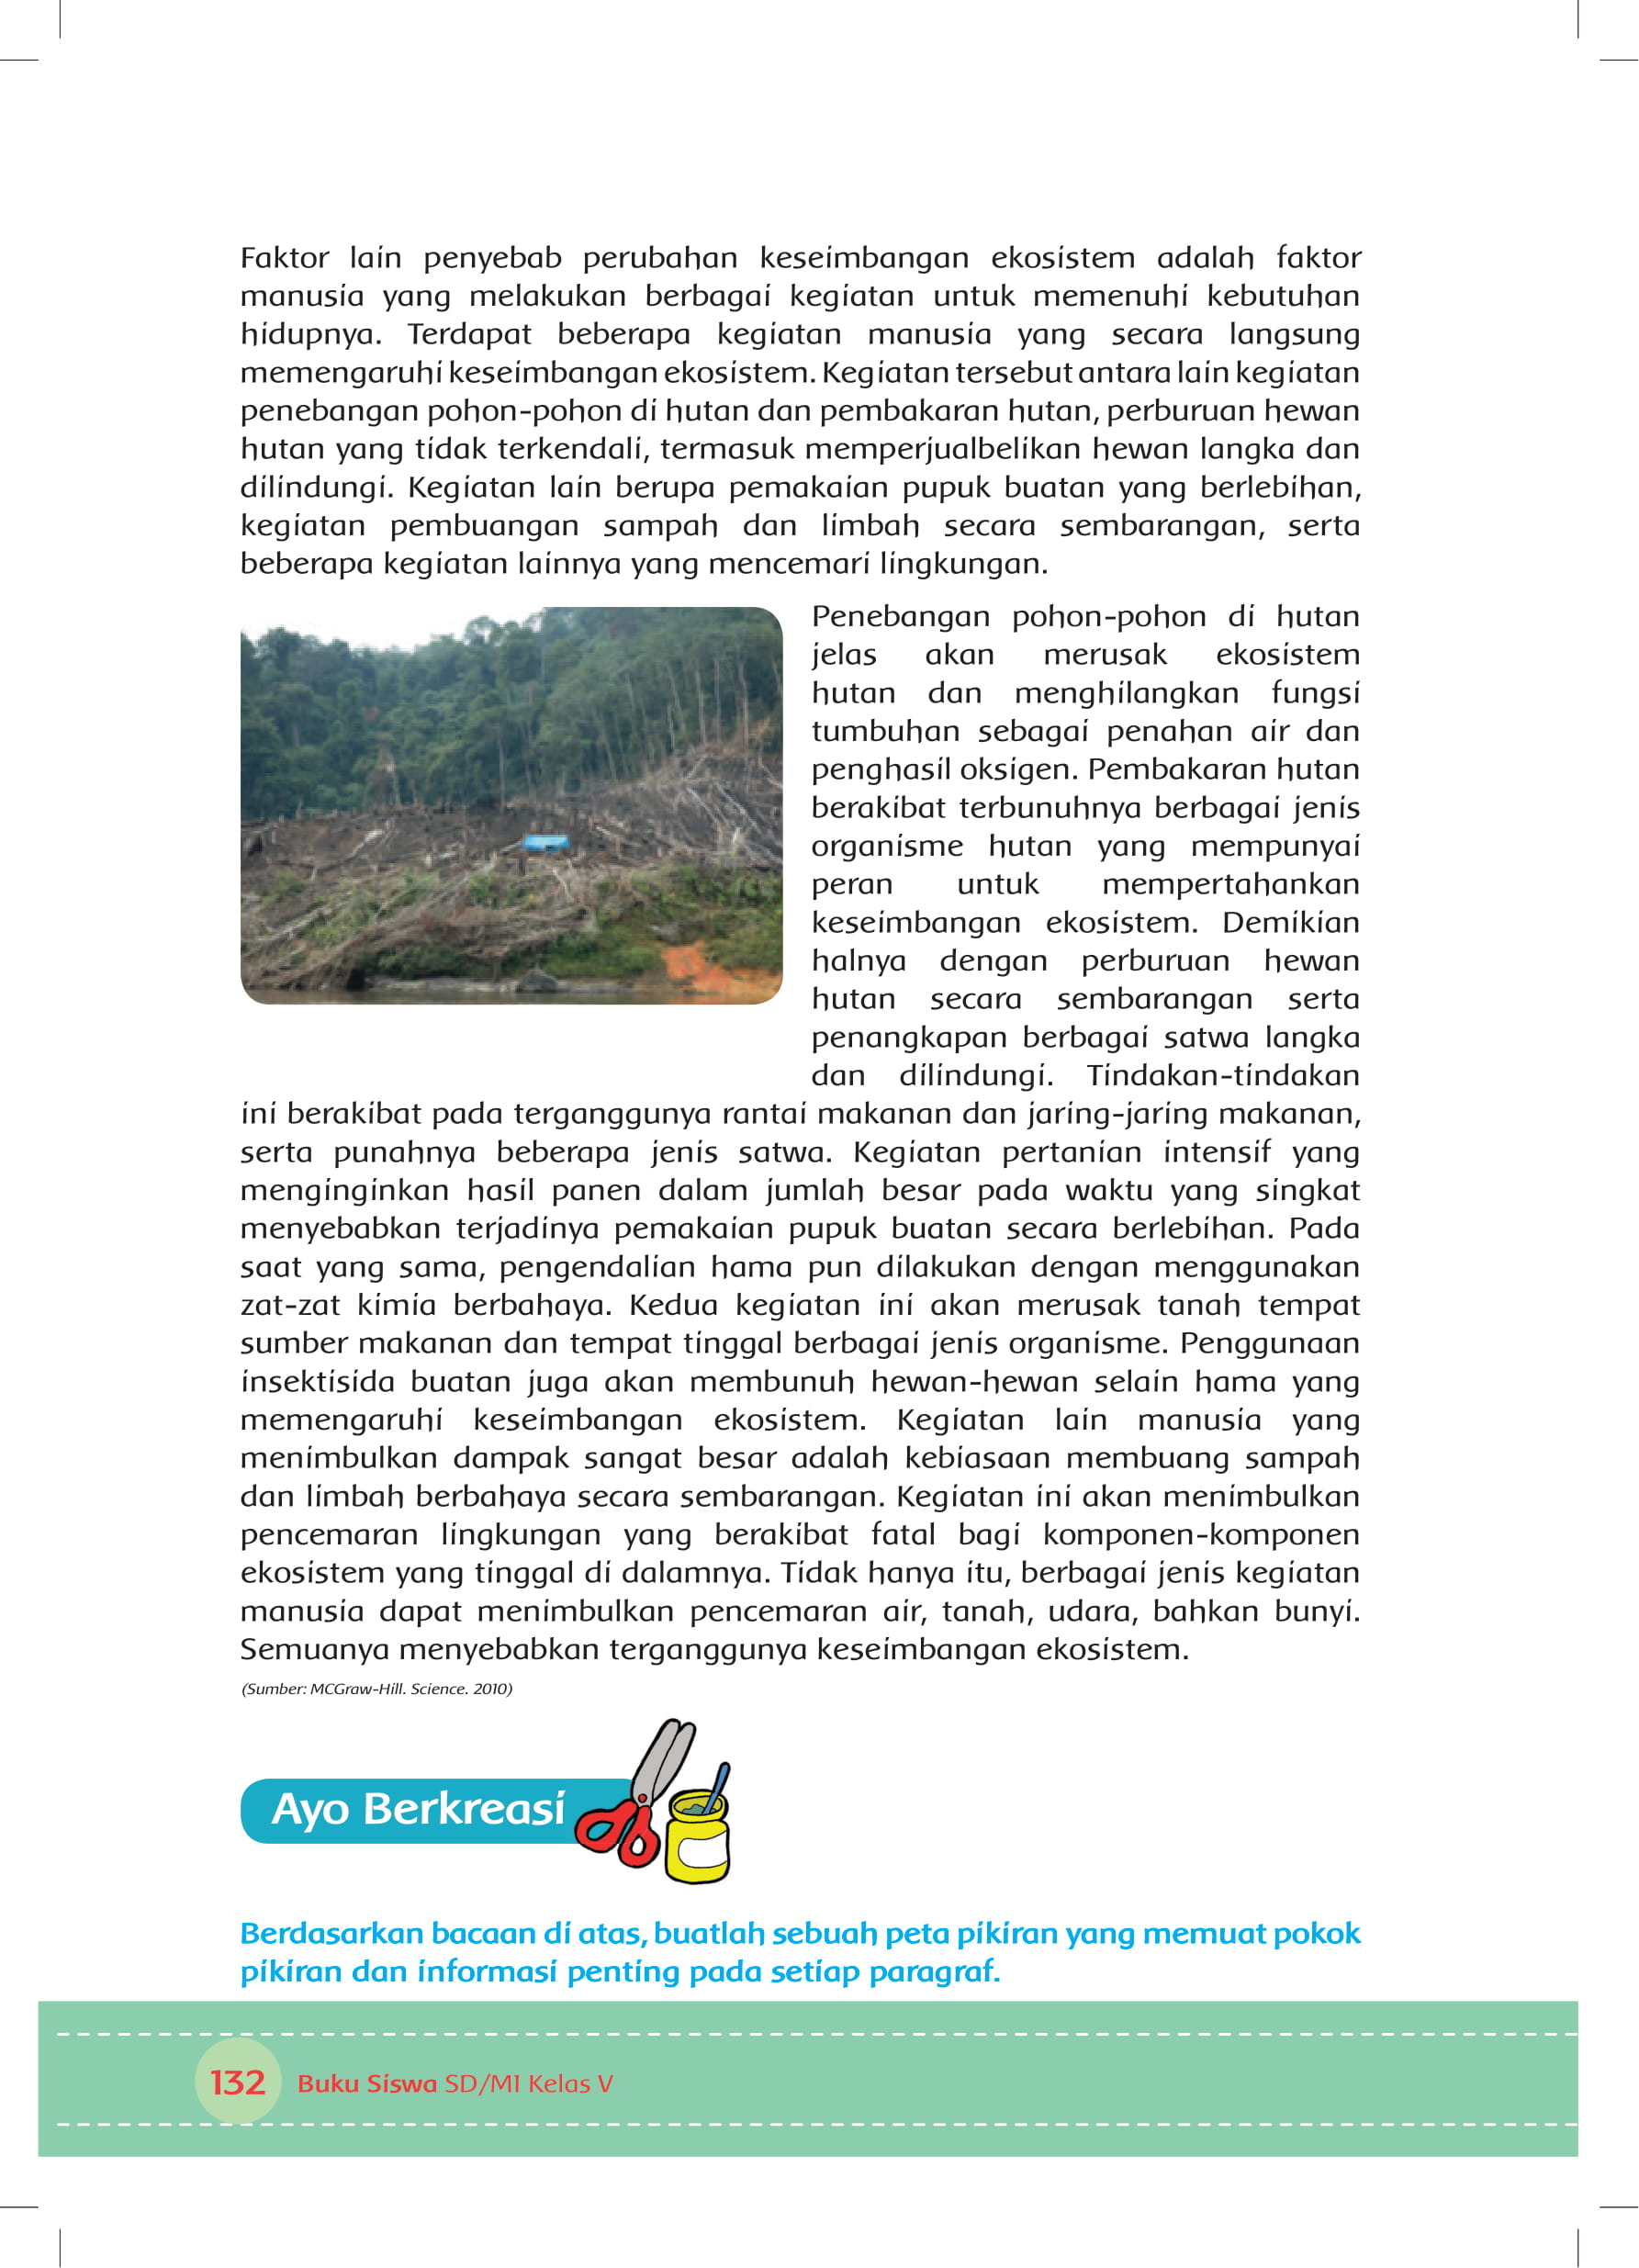 Faktor lain penyebab perubahan keseimbangan ekosistem adalah faktor
manusia yang melakukan berbagai kegiatan untuk memenuhi kebutuhan
hidupnya. Terdapat beberapa kegiatan manusia yang secara langsung
memengaruhi keseimbangan ekosistem. Kegiatan tersebut antara lain kegiatan
penebangan pohon-pohon di hutan dan pembakaran hutan, perburuan hewan
hutan yang tidak terkendali, termasuk memperjualbelikan hewan langka dan
dilindungi. Kegiatan lain berupa pemakaian pupuk buatan yang berlebihan,
kegiatan pembuangan sampah dan limbah secara sembarangan, serta
beberapa kegiatan lainnya yang mencemari lingkungan.
Penebangan pohon-pohon di hutan
jelas akan merusak ekosistem
hutan dan menghilangkan fungsi
tumbuhan sebagai penahan air dan
penghasil oksigen. Pembakaran hutan
berakibat terbunuhnya berbagai jenis
organisme hutan yang mempunyai
peran untuk mempertahankan
keseimbangan ekosistem. Demikian
halnya dengan perburuan hewan
hutan secara sembarangan serta
penangkapan berbagai satwa langka
dan dilindungi. Tindakan-tindakan
ini berakibat pada terganggunya rantai makanan dan jaring-jaring makanan,
serta punahnya beberapa jenis satwa. Kegiatan pertanian intensif yang
menginginkan hasil panen dalam jumlah besar pada waktu yang singkat
menyebabkan terjadinya pemakaian pupuk buatan secara berlebihan. Pada
saat yang sama, pengendalian hama pun dilakukan dengan menggunakan
zat-zat kimia berbahaya. Kedua kegiatan ini akan merusak tanah tempat
sumber makanan dan tempat tinggal berbagai jenis organisme. Penggunaan
insektisida buatan juga akan membunuh hewan-hewan selain hama yang
memengaruhi keseimbangan ekosistem. Kegiatan lain manusia yang
menimbulkan dampak sangat besar adalah kebiasaan membuang sampah
dan limbah berbahaya secara sembarangan. Kegiatan ini akan menimbulkan
pencemaran lingkungan yang berakibat fatal bagi komponen-komponen
ekosistem yang tinggal di dalamnya. Tidak hanya itu, berbagai jenis kegiatan
manusia dapat menimbulkan pencemaran air, tanah, udara, bahkan bunyi.
Semuanya menyebabkan terganggunya keseimbangan ekosistem.
(Sumber: MCGraw-Hill. Science. 2010)
Ayo Berkreasi
Berdasarkan bacaan di atas, buatlah sebuah peta pikiran yang memuat pokok
pikiran dan informasi penting pada setiap paragraf.
132 Buku Siswa SD/MI Kelas V